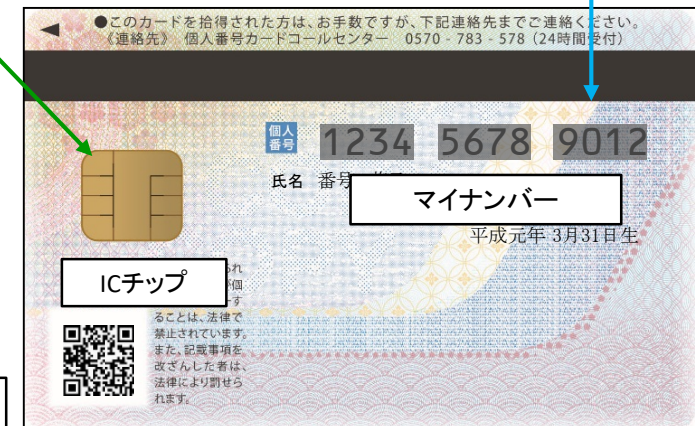 ●このカードを拾得された方は、お手数ですが、下記連絡先までご連絡ください。
《連絡先》 個人番号カードコールセンター 0570-783-578（24時間受付）
個人
番号
1234 5678 9012
氏名 番号
マイナンバー
平成元年 3月31日生
ICチップ
られ
個
す
ることは、法律で
禁止されています。
また、記載事項を
改ざんした者は、
法律により罰せら
れます。